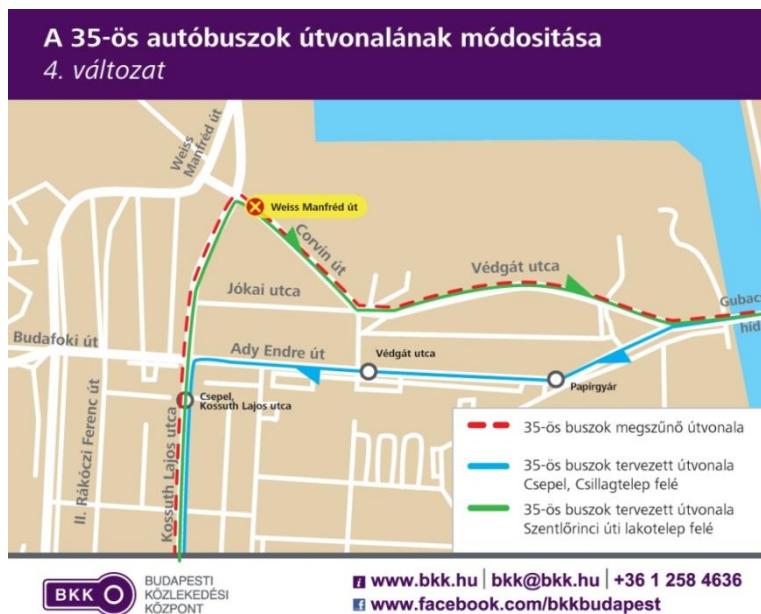 A 35-ös autóbuszok útvonalának módositása
4. változat
Weiss
Manfréd út
Weiss Manfréd út
Corvin út
Védgát utca
Jókai utca
Gubac
híd
Budafoki út
Ady Endre út
Védgát utca
Papírgyár
Csepel,
Kossuth Lajos utca
II. Rákóczi Ferenc út
Kossuth Lajos utca
35-ös buszok megszűnő útvonala
35-ös buszok tervezett útvonala
Csepel, Csillagtelep felé
35-ös buszok tervezett útvonala
Szentlőrinci úti lakotelep felé
BKK
BUDAPESTI
KÖZLEKEDÉSI
KÖZPONT
i www.bkk.hu | bkk@bkk.hu | +36 1 258 4636
f www.facebook.com/bkkbudapest